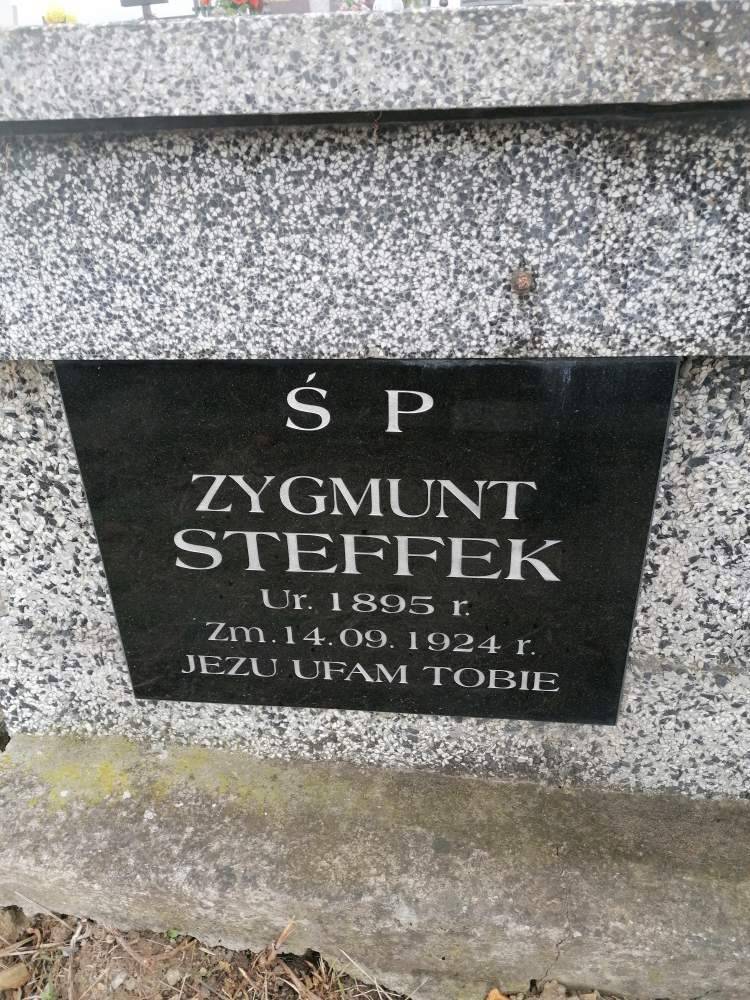 Ś P
ZYGMUNT
STEFFEK
Ur. 1895 r.
Zm. 14.09. 1924 r.
JEZU UFAM TOBIE